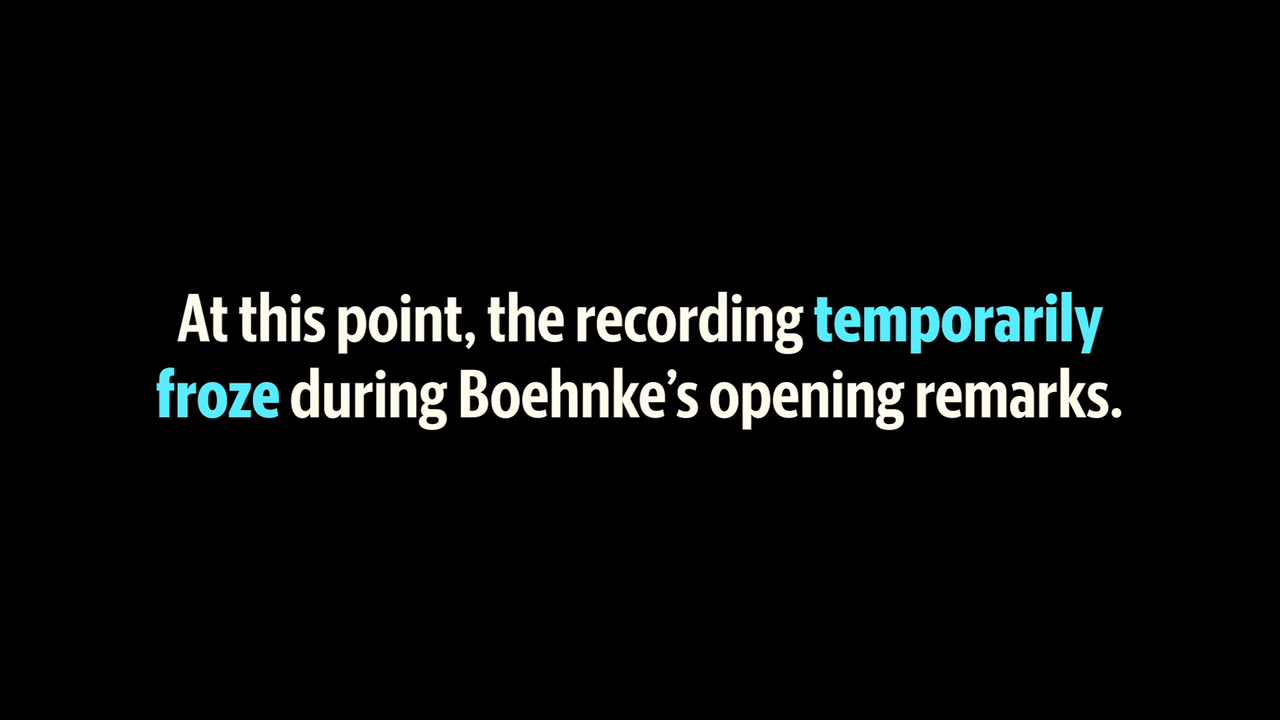 At this point, the recording temporarily
froze during Boehnke’s opening remarks.